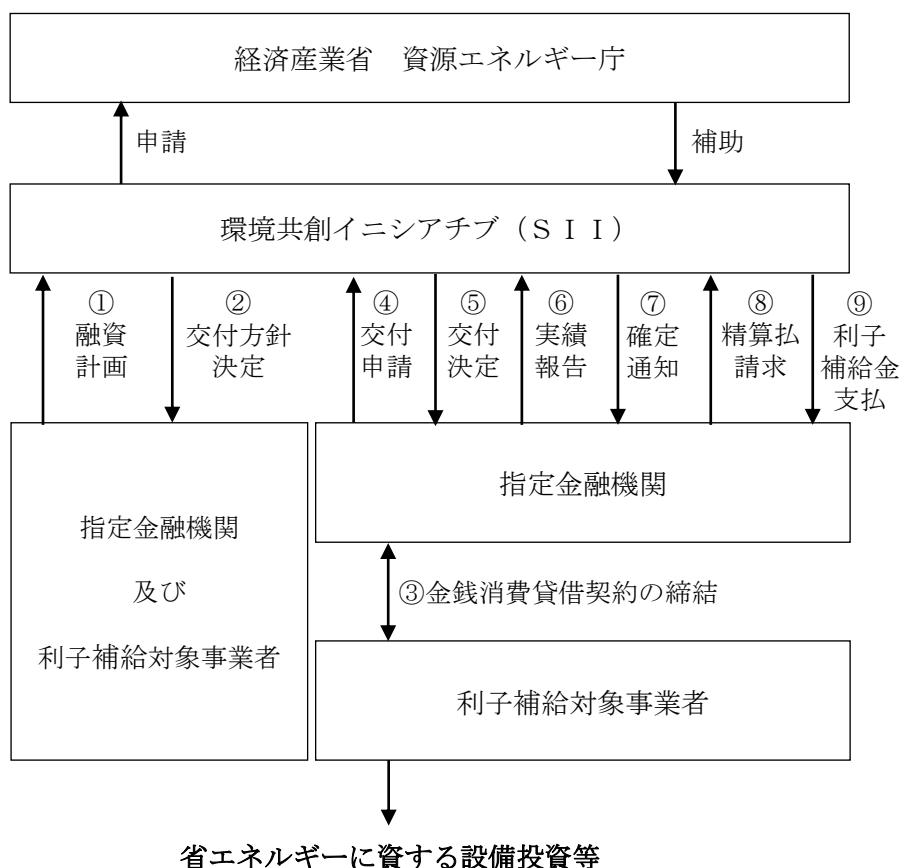 経済産業省　資源エネルギー庁
申請
補助
環境共創イニシアチブ（ＳＩＩ）
①
融資
計画
②
交付方針
決定
④
交付
申請
⑤
交付
決定
⑥
実績
報告
⑦
確定
通知
⑧
精算払
請求
⑨
利子
補給金
支払
指定金融機関
及び
利子補給対象事業者
指定金融機関
③金銭消費貸借契約の締結
利子補給対象事業者
省エネルギーに資する設備投資等